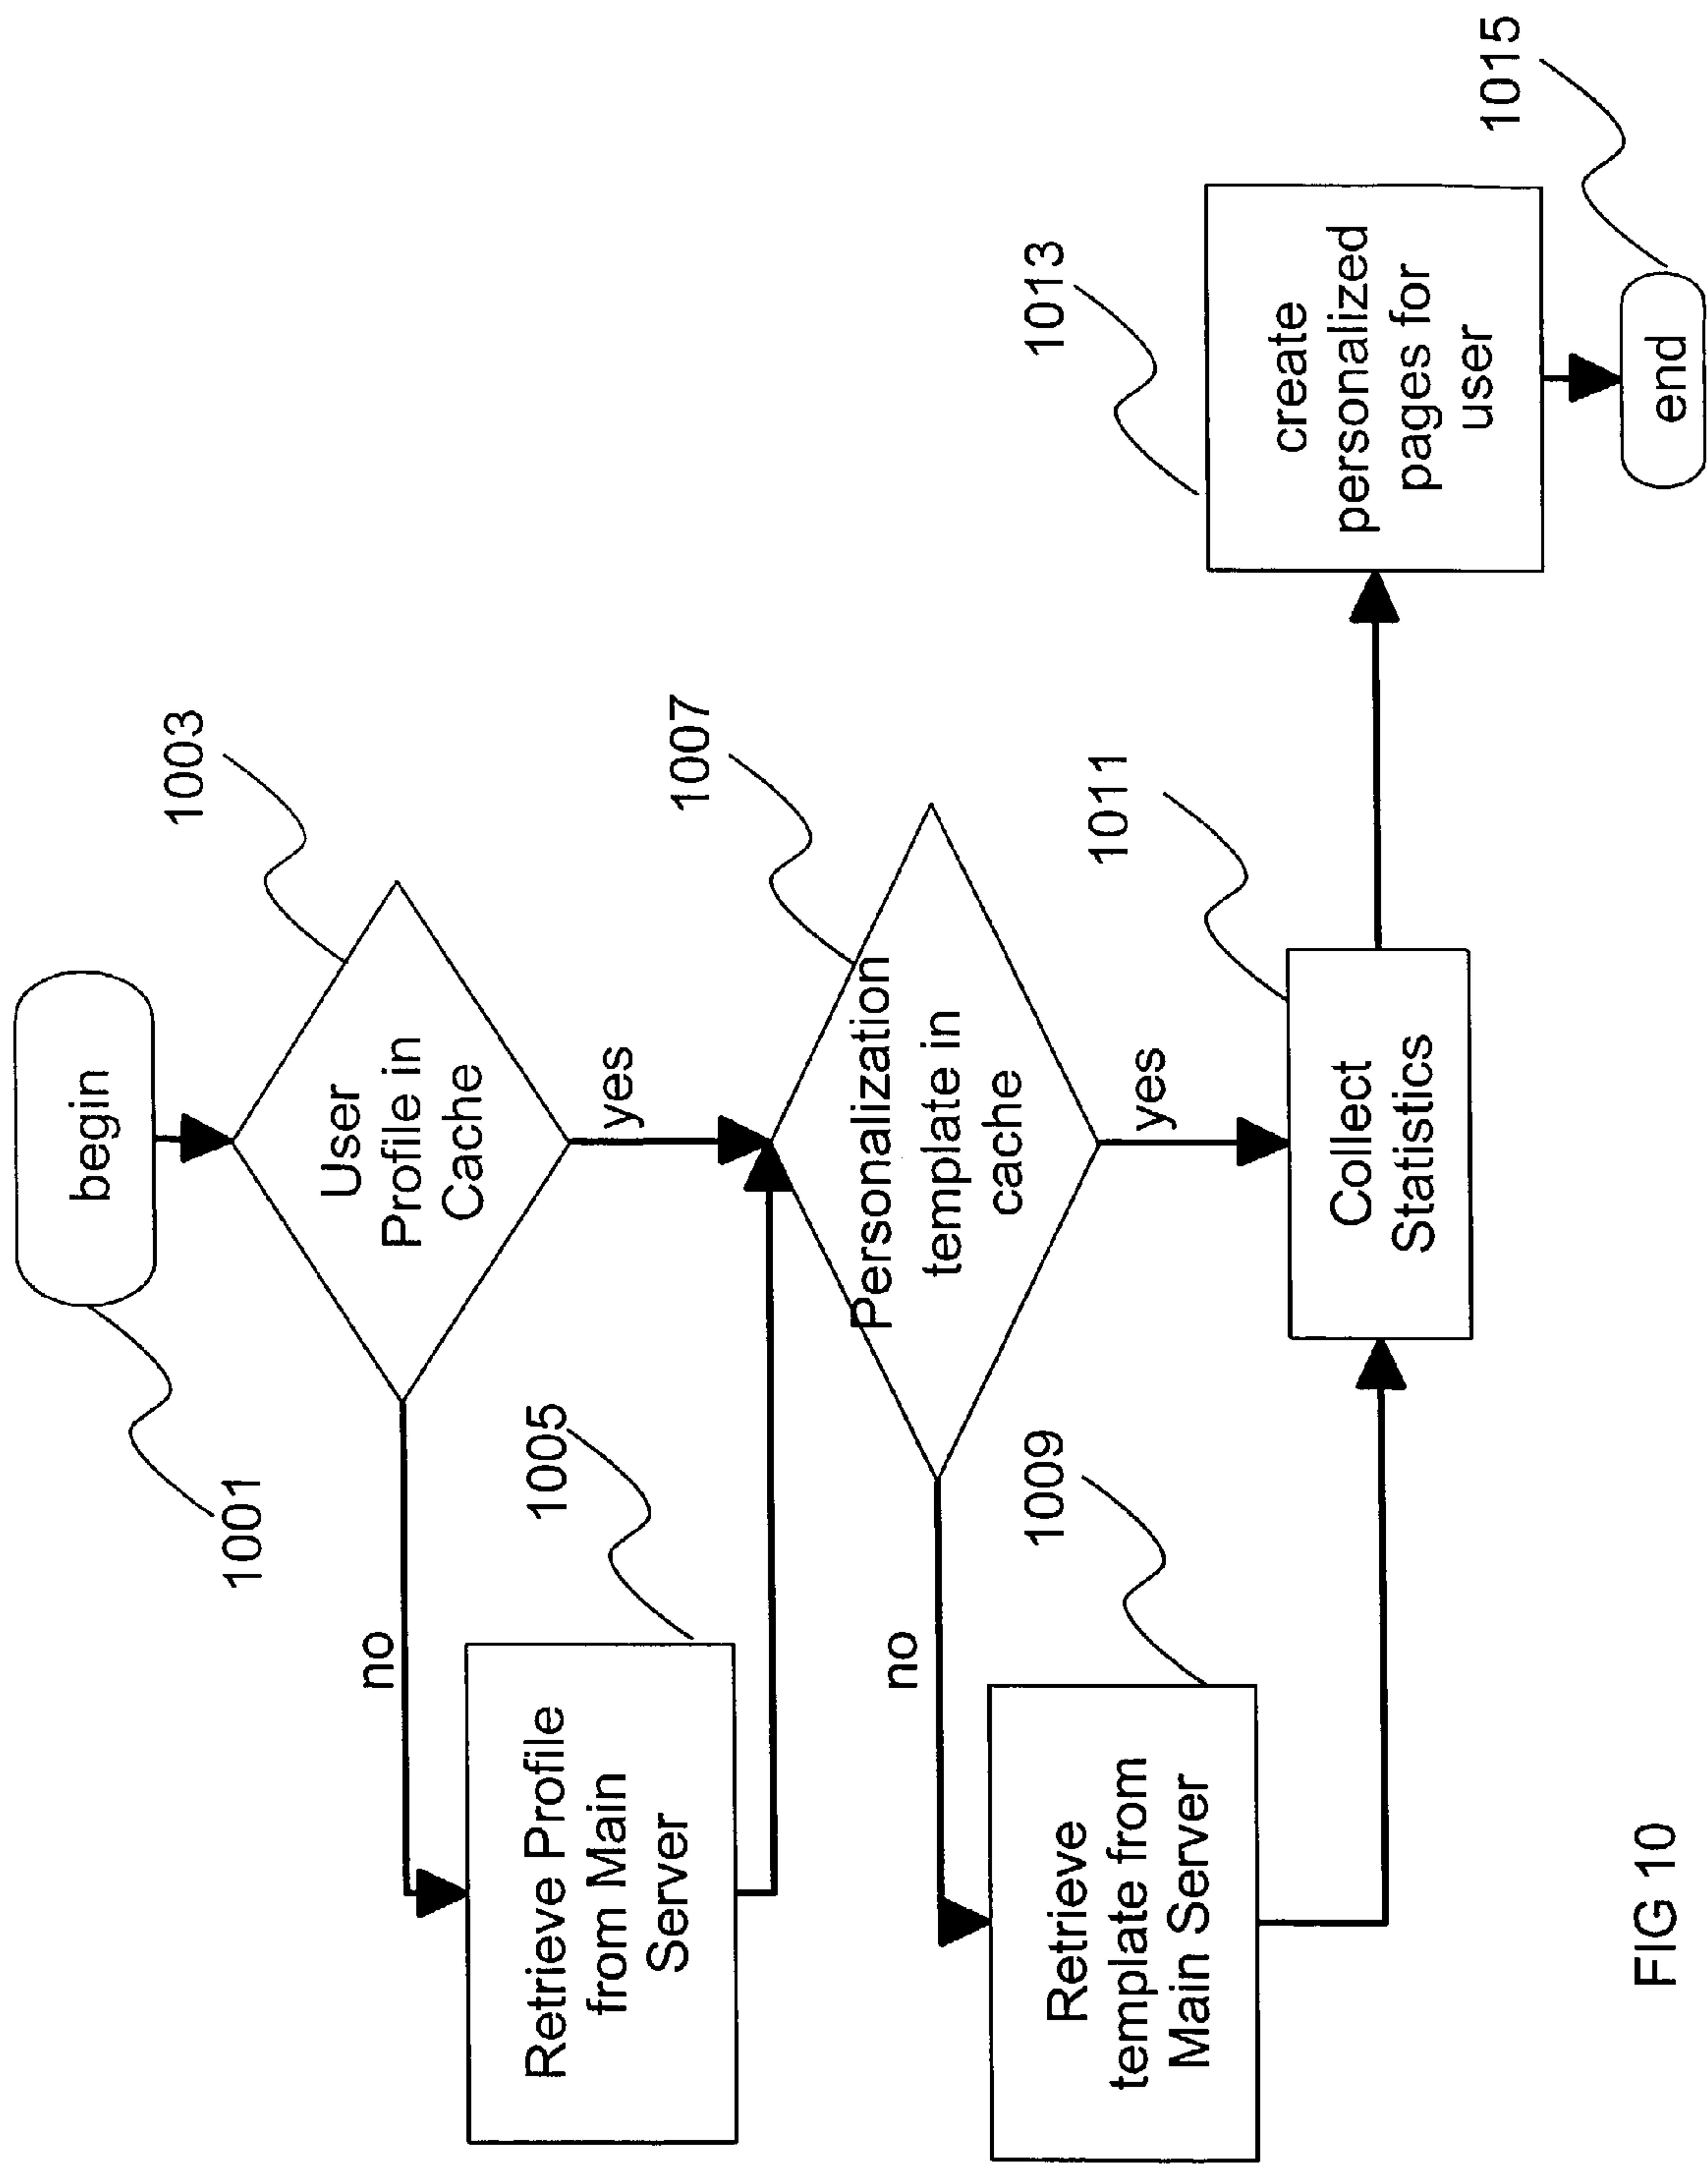 begin
1001
User
Profile in
Cache
1003
no
yes
Retrieve Profile
from Main
Server
1005
Personalization
template in
cache
1007
no
yes
Retrieve
template from
Main Server
1009
Collect
Statistics
1011
create
personalized
pages for
user
1013
end
1015
FIG 10